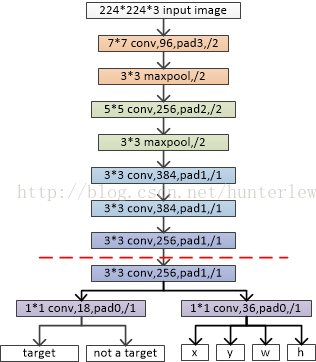 224*224*3 input image
7*7 conv,96,pad3,/2
3*3 maxpool,/2
5*5 conv,256,pad2,/2
3*3 maxpool,/2
3*3 conv,384,pad1,/1
http://blog.csdn.net/hunterlew
3*3 conv,384,pad1,/1
3*3 conv,256,pad1,/1
3*3 conv,256,pad1,/1
1*1 conv,18,pad0,/1 1*1 conv,36,pad0,/1
target not a target x y w h